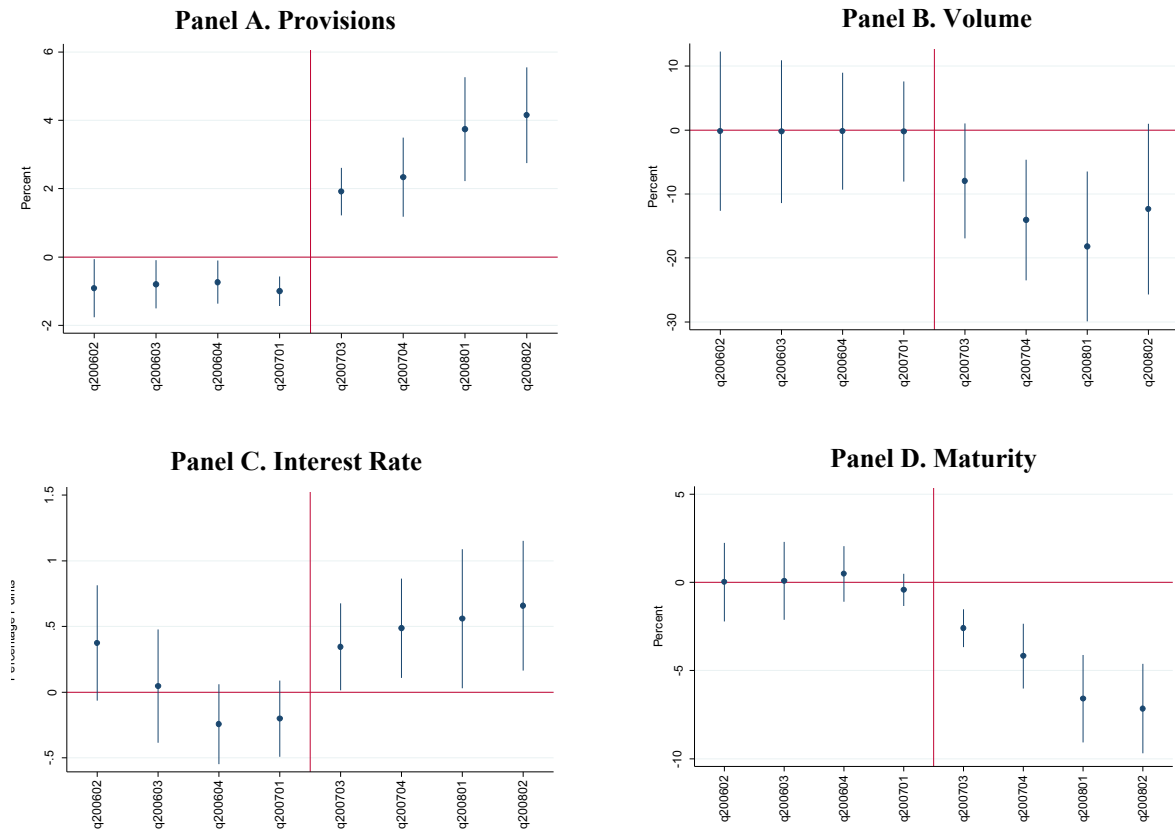 Panel A. Provisions
6
4
2
0
-2
Percent
q200602
q200603
q200604
q200701
q200703
q200704
q200801
q200802
Panel B. Volume
10
0
-10
-20
-30
Percent
q200602
q200603
q200604
q200701
q200703
q200704
q200801
q200802
Panel C. Interest Rate
1.5
1
.5
0
-.5
Percentage Points
q200602
q200603
q200604
q200701
q200703
q200704
q200801
q200802
Panel D. Maturity
5
0
-5
-10
Percent
q200602
q200603
q200604
q200701
q200703
q200704
q200801
q200802